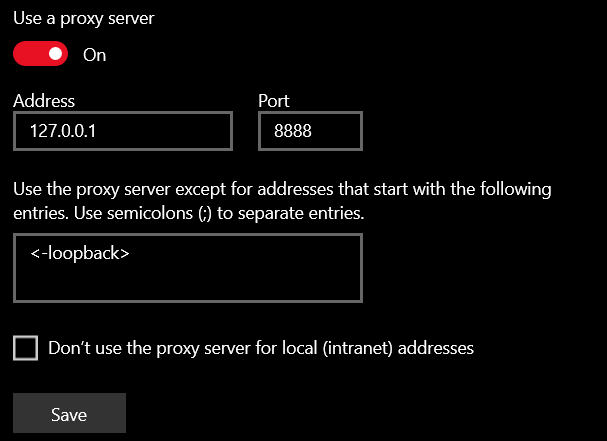 Use a proxy server
On
Address Port
127.0.0.1 8888
Use the proxy server except for addresses that start with the following
entries. Use semicolons (;) to separate entries.
<-loopback>
Don't use the proxy server for local (intranet) addresses
Save